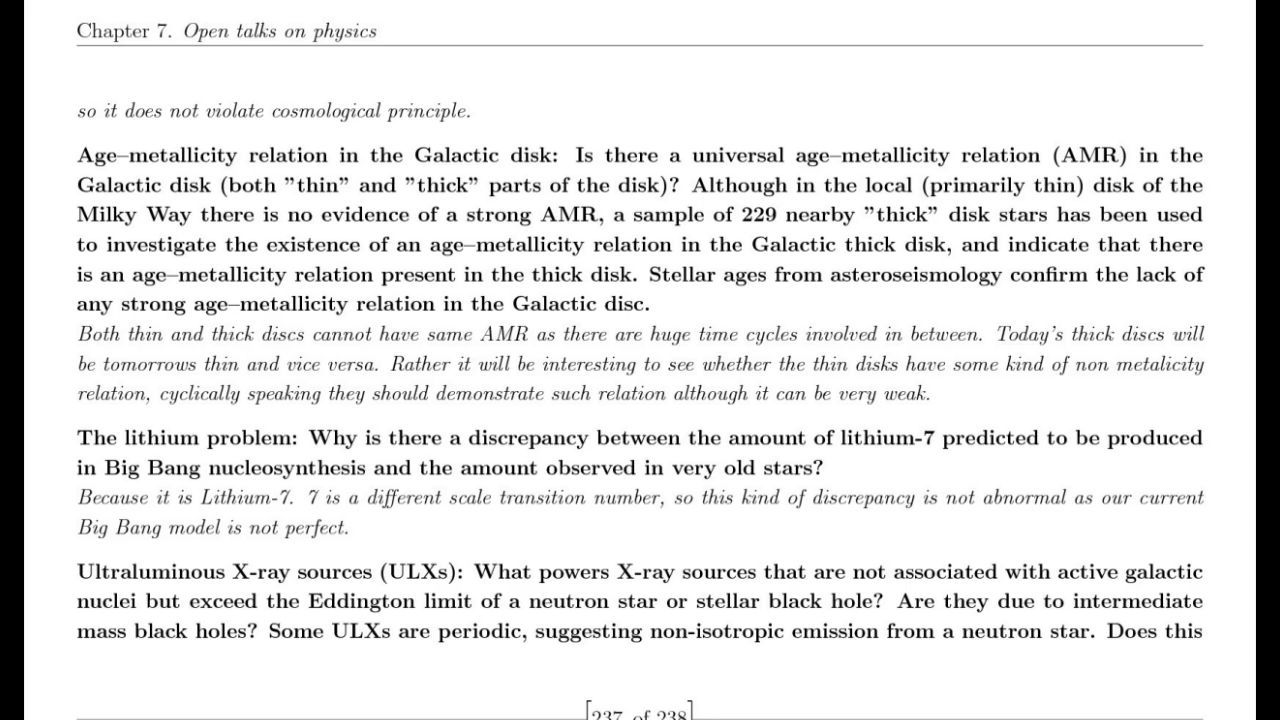 Chapter 7. Open talks on physics
so it does not violate cosmological principle.
Age–metallicity relation in the Galactic disk: Is there a universal age–metallicity relation (AMR) in the
Galactic disk (both ”thin” and ”thick” parts of the disk)? Although in the local (primarily thin) disk of the
Milky Way there is no evidence of a strong AMR, a sample of 229 nearby ”thick” disk stars has been used
to investigate the existence of an age–metallicity relation in the Galactic thick disk, and indicate that there
is an age–metallicity relation present in the thick disk. Stellar ages from asteroseismology confirm the lack of
any strong age–metallicity relation in the Galactic disc.
Both thin and thick discs cannot have same AMR as there are huge time cycles involved in between. Today's thick discs will
be tomorrows thin and vice versa. Rather it will be interesting to see whether the thin disks have some kind of non metalicity
relation, cyclically speaking they should demonstrate such relation although it can be very weak.
The lithium problem: Why is there a discrepancy between the amount of lithium-7 predicted to be produced
in Big Bang nucleosynthesis and the amount observed in very old stars?
Because it is Lithium-7. 7 is a different scale transition number, so this kind of discrepancy is not abnormal as our current
Big Bang model is not perfect.
Ultraluminous X-ray sources (ULXs): What powers X-ray sources that are not associated with active galactic
nuclei but exceed the Eddington limit of a neutron star or stellar black hole? Are they due to intermediate
mass black holes? Some ULXs are periodic, suggesting non-isotropic emission from a neutron star. Does this
[237 of 238]